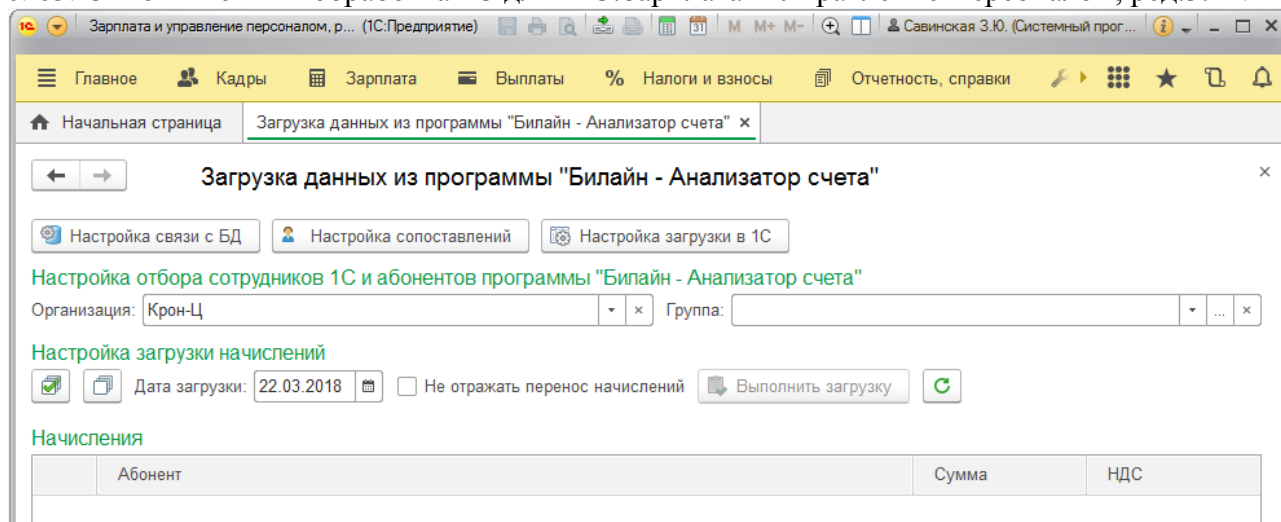 Зарплата и управление персоналом, р... (1С:Предприятие) M M+ M- Савинская З.Ю. (Системный прог...
Главное Кадры Зарплата Выплаты % Налоги и взносы Отчетность, справки
Начальная страница Загрузка данных из программы "Билайн - Анализатор счета" ×
Загрузка данных из программы "Билайн - Анализатор счета"
Настройка связи с БД Настройка сопоставлений Настройка загрузки в 1С
Настройка отбора сотрудников 1С и абонентов программы "Билайн - Анализатор счета"
Организация: Крон-Ц Группа: ...
Настройка загрузки начислений
Дата загрузки: 22.03.2018 Не отражать перенос начислений Выполнить загрузку
Начисления
Абонент Сумма НДС